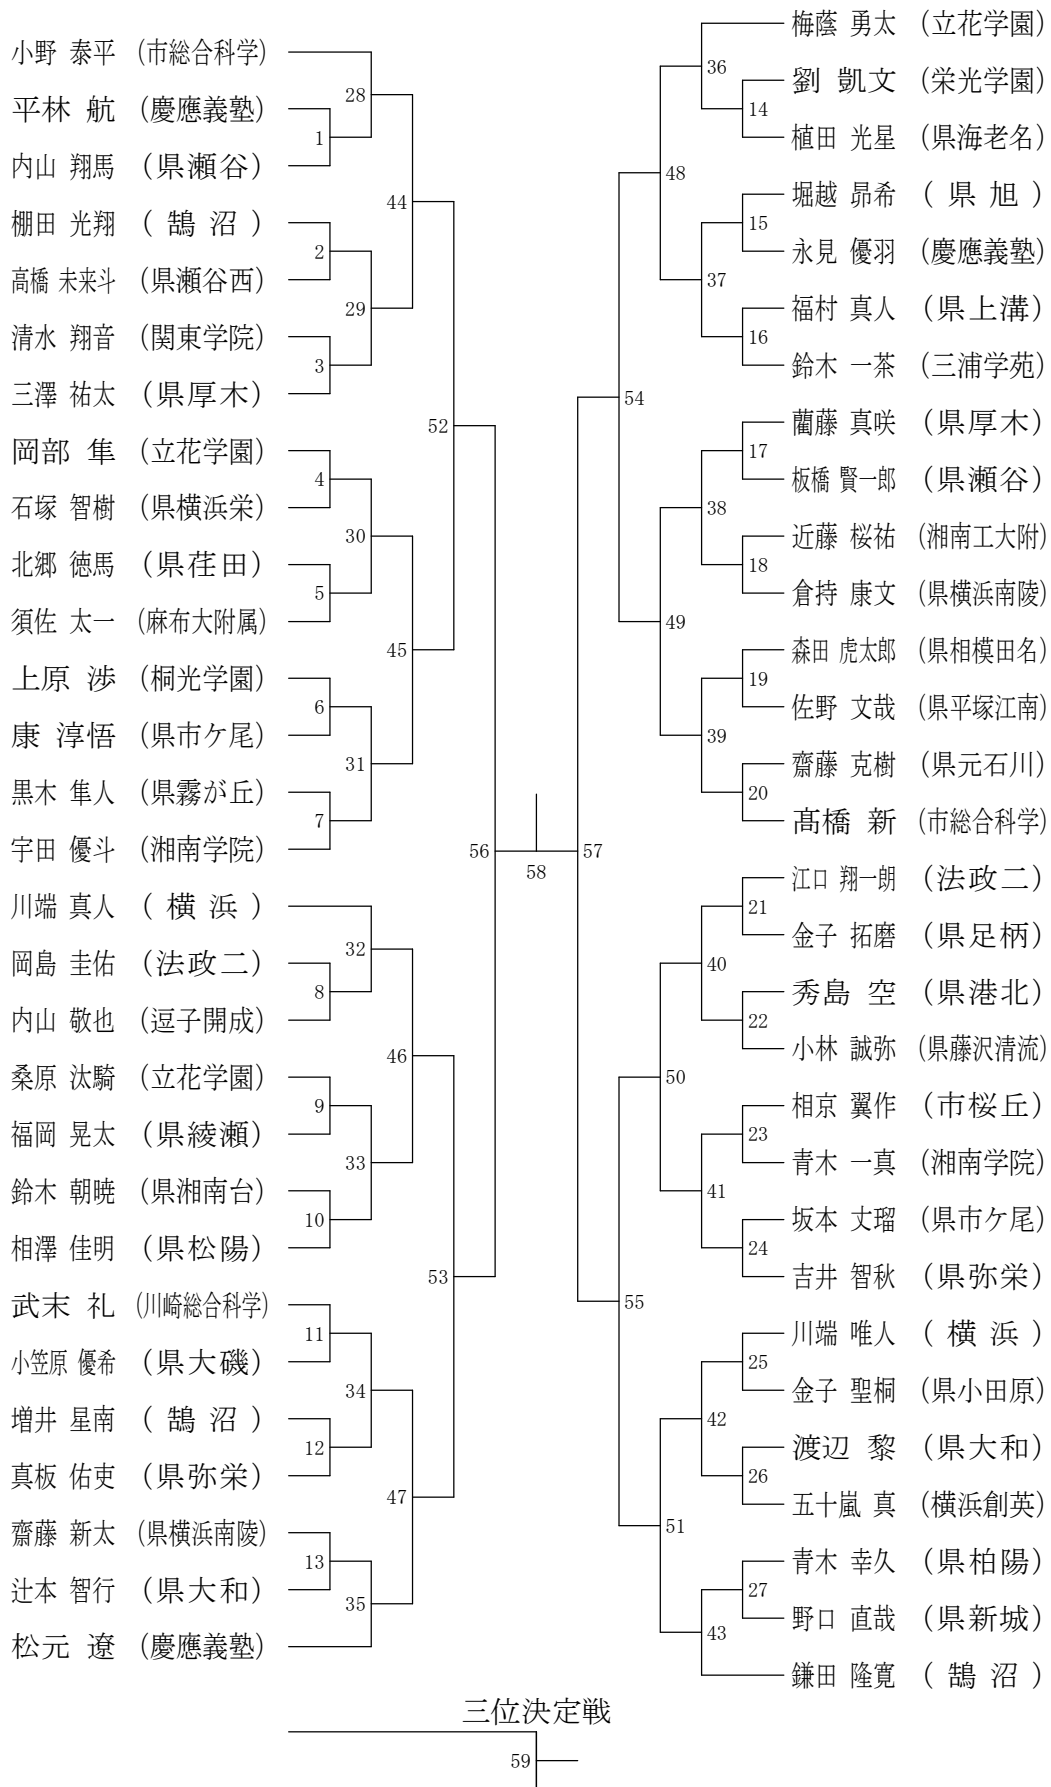 小野 泰平 (市総合科学)
平林 航 (慶應義塾)
内山 翔馬 (県瀬谷)
棚田 光翔 (鵠沼)
高橋 未来斗 (県瀬谷西)
清水 翔音 (関東学院)
三澤 祐太 (県厚木)
岡部 隼 (立花学園)
石塚 智樹 (県横浜栄)
北郷 徳馬 (県荏田)
須佐 太一 (麻布大附属)
上原 渉 (桐光学園)
康 淳悟 (県市ケ尾)
黒木 隼人 (県霧が丘)
宇田 優斗 (湘南学院)
川端 真人 (横浜)
岡島 圭佑 (法政二)
内山 敬也 (逗子開成)
桑原 汰騎 (立花学園)
福岡 晃太 (県綾瀬)
鈴木 朝暁 (県湘南台)
相澤 佳明 (県松陽)
武末 礼 (川崎総合科学)
小笠原 優希 (県大磯)
増井 星南 (鵠沼)
真板 佑吏 (県弥栄)
齋藤 新太 (県横浜南陵)
辻本 智行 (県大和)
松元 遼 (慶應義塾)
1
2
3
4
5
6
7
8
9
10
11
12
13
28
29
30
31
32
33
34
35
44
45
46
47
52
53
56
58
57
54
55
48
49
50
51
36
37
38
39
40
41
42
43
14
15
16
17
18
19
20
21
22
23
24
25
26
27
梅蔭 勇太 (立花学園)
劉 凱文 (栄光学園)
植田 光星 (県海老名)
堀越 昴希 (県旭)
永見 優羽 (慶應義塾)
福村 真人 (県上溝)
鈴木 一茶 (三浦学苑)
藺藤 真咲 (県厚木)
板橋 賢一郎 (県瀬谷)
近藤 桜祐 (湘南工大附)
倉持 康文 (県横浜南陵)
森田 虎太郎 (県相模田名)
佐野 文哉 (県平塚江南)
齋藤 克樹 (県元石川)
髙橋 新 (市総合科学)
江口 翔一朗 (法政二)
金子 拓磨 (県足柄)
秀島 空 (県港北)
小林 誠弥 (県藤沢清流)
相京 翼作 (市桜丘)
青木 一真 (湘南学院)
坂本 丈瑠 (県市ケ尾)
吉井 智秋 (県弥栄)
川端 唯人 (横浜)
金子 聖桐 (県小田原)
渡辺 黎 (県大和)
五十嵐 真 (横浜創英)
青木 幸久 (県柏陽)
野口 直哉 (県新城)
鎌田 隆寛 (鵠沼)
三位決定戦
59